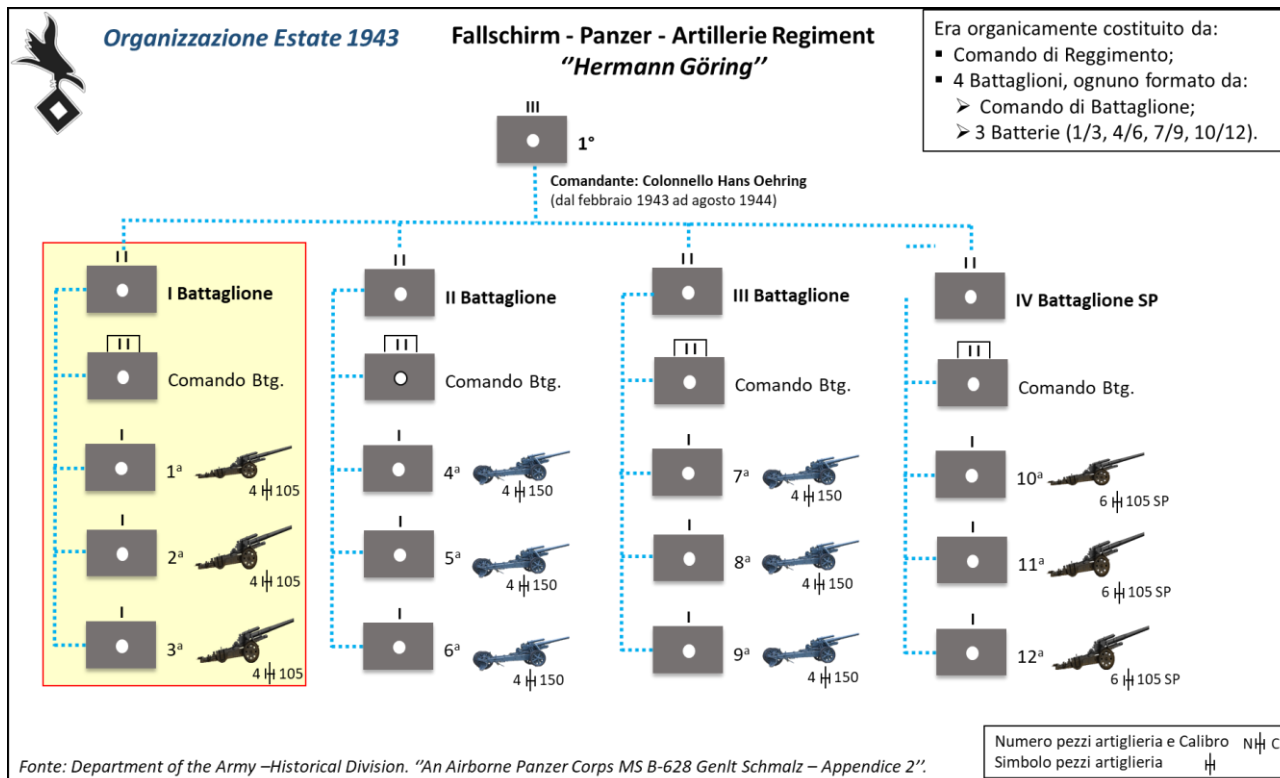 Organizzazione Estate 1943
Fallschirm - Panzer - Artillerie Regiment
"Hermann Göring"
Era organicamente costituito da:
▪ Comando di Reggimento;
▪ 4 Battaglioni, ognuno formato da:
➢ Comando di Battaglione;
➢ 3 Batterie (1/3, 4/6, 7/9, 10/12).
III
1°
Comandante: Colonnello Hans Oehring
(dal febbraio 1943 ad agosto 1944)
II
I Battaglione
II
Comando Btg.
I
1ª
4 105
I
2ª
4 105
I
3ª
4 105
II
II Battaglione
II
Comando Btg.
I
4ª
4 150
I
5ª
4 150
I
6ª
4 150
II
III Battaglione
II
Comando Btg.
I
7ª
4 150
I
8ª
4 150
I
9ª
4 150
II
IV Battaglione SP
II
Comando Btg.
I
10ª
6 105 SP
I
11ª
6 105 SP
I
12ª
6 105 SP
Numero pezzi artiglieria e Calibro N C
Simbolo pezzi artiglieria
Fonte: Department of the Army –Historical Division. "An Airborne Panzer Corps MS B-628 Genlt Schmalz – Appendice 2".